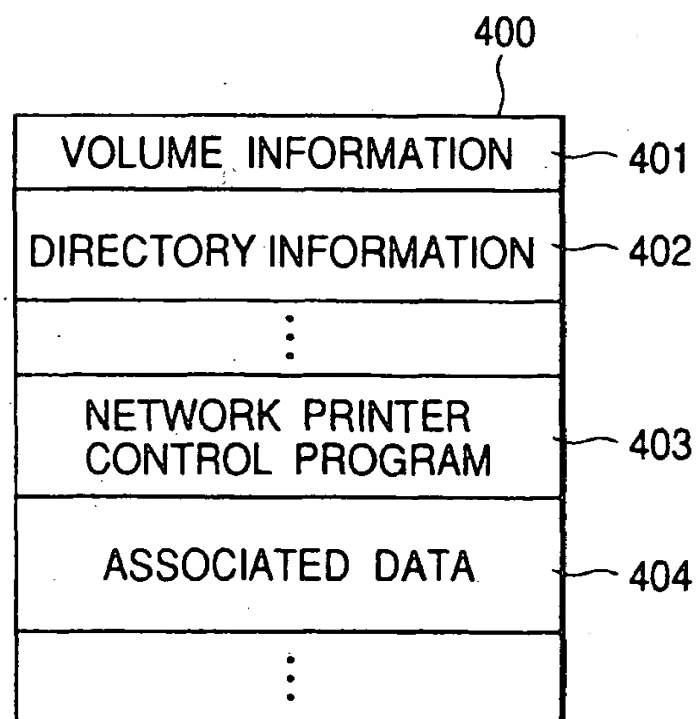 400
VOLUME INFORMATION 401
DIRECTORY INFORMATION 402
NETWORK PRINTER
CONTROL PROGRAM 403
ASSOCIATED DATA 404